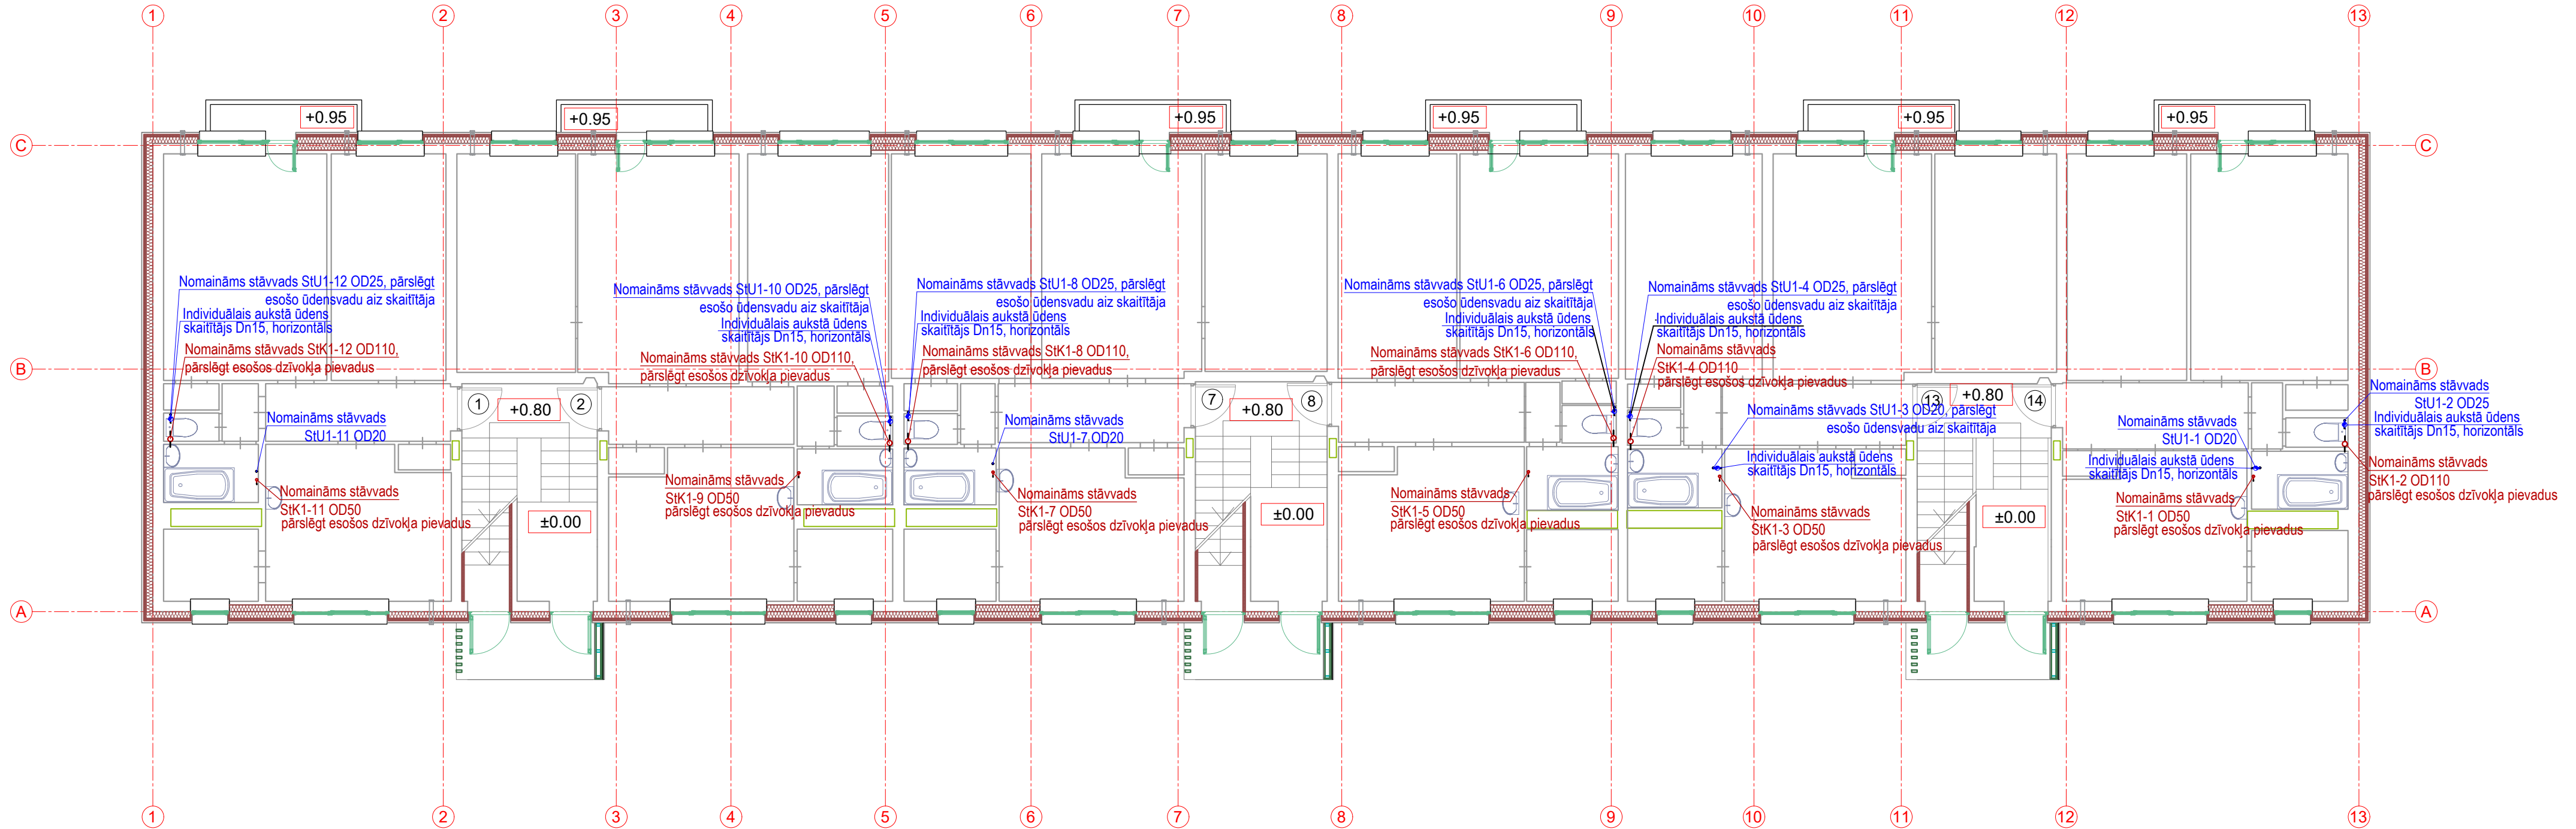 1 2 3 4 5 6 7 8 9 10 11 12 13
+0.95 +0.95 +0.95 +0.95 +0.95 +0.95
C C
Nomaināms stāvvads StU1-12 OD25, pārslēgt
esošo ūdensvadu aiz skaitītāja
Individuālais aukstā ūdens
skaitītājs Dn15, horizontāls
Nomaināms stāvvads StK1-12 OD110,
pārslēgt esošos dzīvokļa pievadus
Nomaināms stāvvads StU1-10 OD25, pārslēgt
esošo ūdensvadu aiz skaitītāja
Individuālais aukstā ūdens
skaitītājs Dn15, horizontāls
Nomaināms stāvvads StK1-10 OD110,
pārslēgt esošos dzīvokļa pievadus
Nomaināms stāvvads StU1-8 OD25, pārslēgt
esošo ūdensvadu aiz skaitītāja
Individuālais aukstā ūdens
skaitītājs Dn15, horizontāls
Nomaināms stāvvads StK1-8 OD110,
pārslēgt esošos dzīvokļa pievadus
Nomaināms stāvvads StU1-6 OD25, pārslēgt
esošo ūdensvadu aiz skaitītāja
Individuālais aukstā ūdens
skaitītājs Dn15, horizontāls
Nomaināms stāvvads StK1-6 OD110,
pārslēgt esošos dzīvokļa pievadus
Nomaināms stāvvads StU1-4 OD25, pārslēgt
esošo ūdensvadu aiz skaitītāja
Individuālais aukstā ūdens
skaitītājs Dn15, horizontāls
Nomaināms stāvvads
StK1-4 OD110
pārslēgt esošos dzīvokļa pievadus
B B
Nomaināms stāvvads
StU1-2 OD25
Individuālais aukstā ūdens
skaitītājs Dn15, horizontāls
Nomaināms stāvvads
StK1-2 OD110
pārslēgt esošos dzīvokļa pievadus
1 +0.80 2
7 +0.80 8
13 +0.80 14
Nomaināms stāvvads
StU1-11 OD20
Nomaināms stāvvads
StU1-7 OD20
Nomaināms stāvvads StU1-3 OD20, pārslēgt
esošo ūdensvadu aiz skaitītāja
Individuālais aukstā ūdens
skaitītājs Dn15, horizontāls
Nomaināms stāvvads
StU1-1 OD20
Individuālais aukstā ūdens
skaitītājs Dn15, horizontāls
Nomaināms stāvvads
StK1-11 OD50
pārslēgt esošos dzīvokļa pievadus
Nomaināms stāvvads
StK1-9 OD50
pārslēgt esošos dzīvokļa pievadus
Nomaināms stāvvads
StK1-7 OD50
pārslēgt esošos dzīvokļa pievadus
Nomaināms stāvvads
StK1-5 OD50
pārslēgt esošos dzīvokļa pievadus
Nomaināms stāvvads
StK1-3 OD50
pārslēgt esošos dzīvokļa pievadus
Nomaināms stāvvads
StK1-1 OD50
pārslēgt esošos dzīvokļa pievadus
±0.00 ±0.00 ±0.00
A A
1 2 3 4 5 6 7 8 9 10 11 12 13